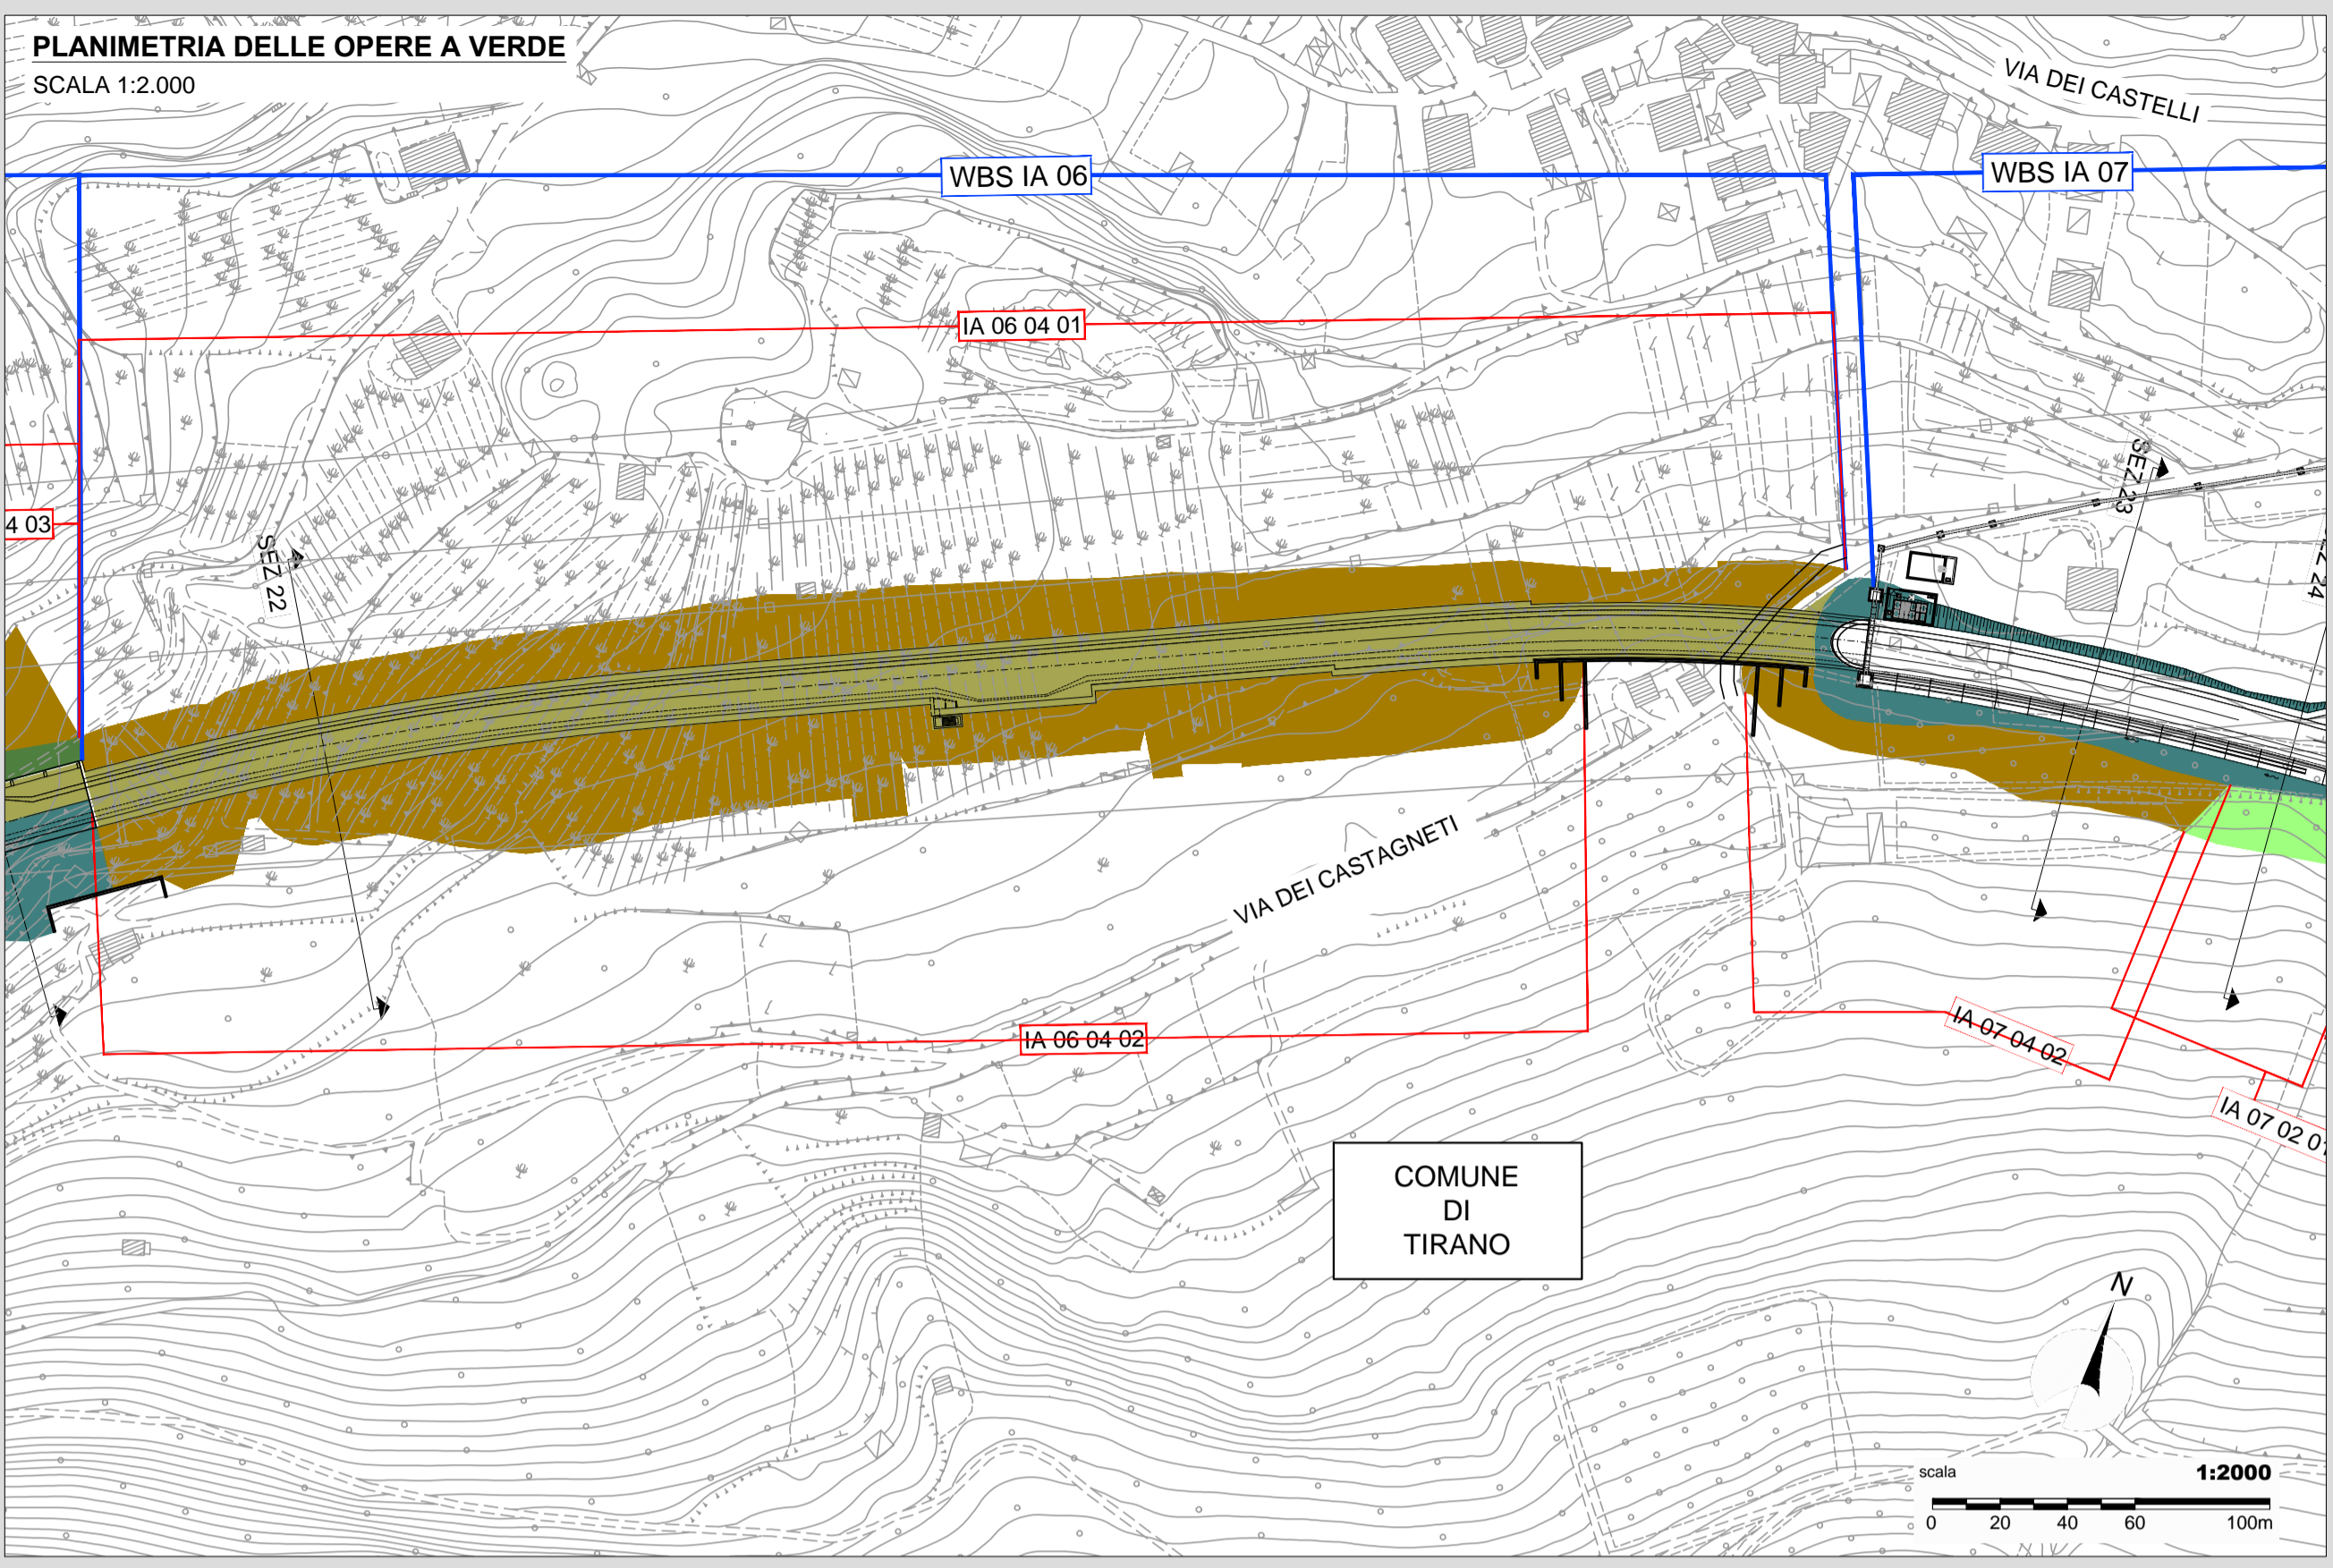 PLANIMETRIA DELLE OPERE A VERDE
SCALA 1:2.000
VIA DEI CASTELLI
WBS IA 06
WBS IA 07
IA 06 04 01
4 03
SEZ 22
SEZ 23
24
VIA DEI CASTAGNETI
IA 06 04 02
IA 07 04 02
IA 07 02 01
COMUNE
DI
TIRANO
N
scala 1:2000
0 20 40 60 100m